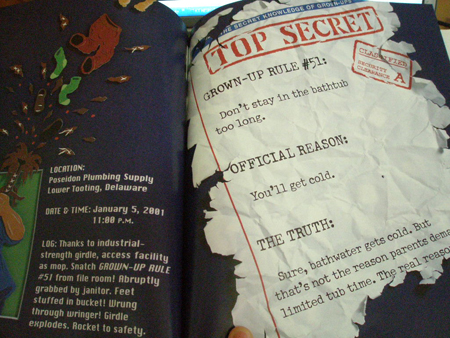 LOCATION:
Poseidon Plumbing Supply
Lower Tooting, Delaware
DATE & TIME: January 5, 2001
11:00 P.M.
LOG: Thanks to industrial-
strength girdle, access facility
as mop. Snatch GROWN-UP RULE
#51 from file room! Abruptly
grabbed by janitor. Feet
stuffed in bucket! Wrung
through wringer! Girdle
explodes. Rocket to safety.
SECRET KNOWLEDGE OF GROWN-UPS
TOP SECRET
CLASSIFIED
SECURITY
CLEARANCE A
GROWN-UP RULE #51:
Don't stay in the bathtub
too long.
OFFICIAL REASON:
You'll get cold.
THE TRUTH:
Sure, bathwater gets cold. But
that's not the reason parents
limited tub time. The real